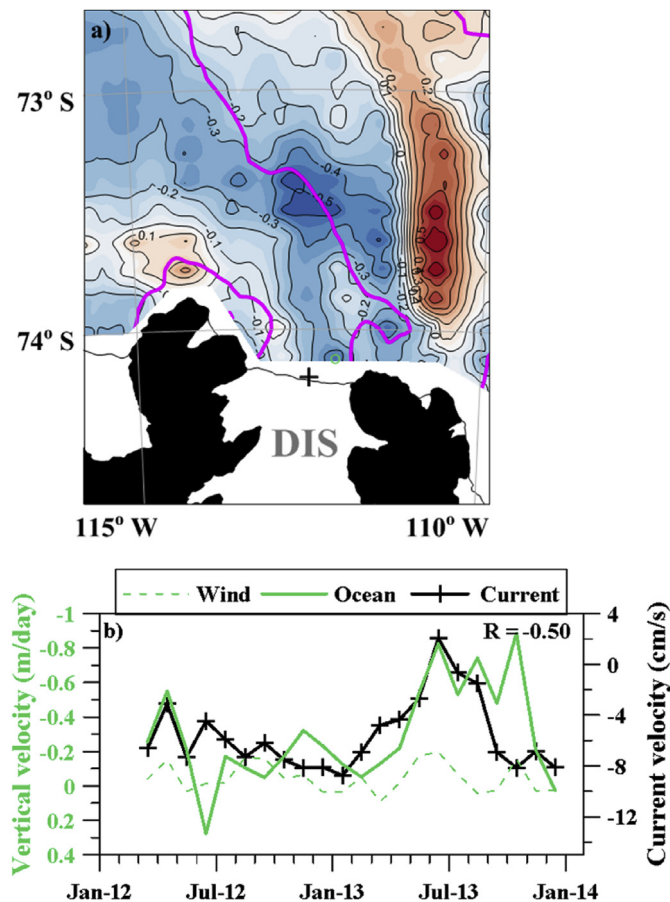 a)
73° S
74° S
0.2
0.2
-0.2
0
-0.3
-0.4
-0.2
-0.5
-0.3
-0.1
-0.1
-0.3
-0.2
-0.1
DIS
115° W
110° W
Wind Ocean Current
b)
R = -0.50
Vertical velocity (m/day)
-1
-0.8
-0.6
-0.4
-0.2
0
0.2
0.4
4
0
-4
-8
-12
Current velocity (cm/s)
Jan-12 Jul-12 Jan-13 Jul-13 Jan-14